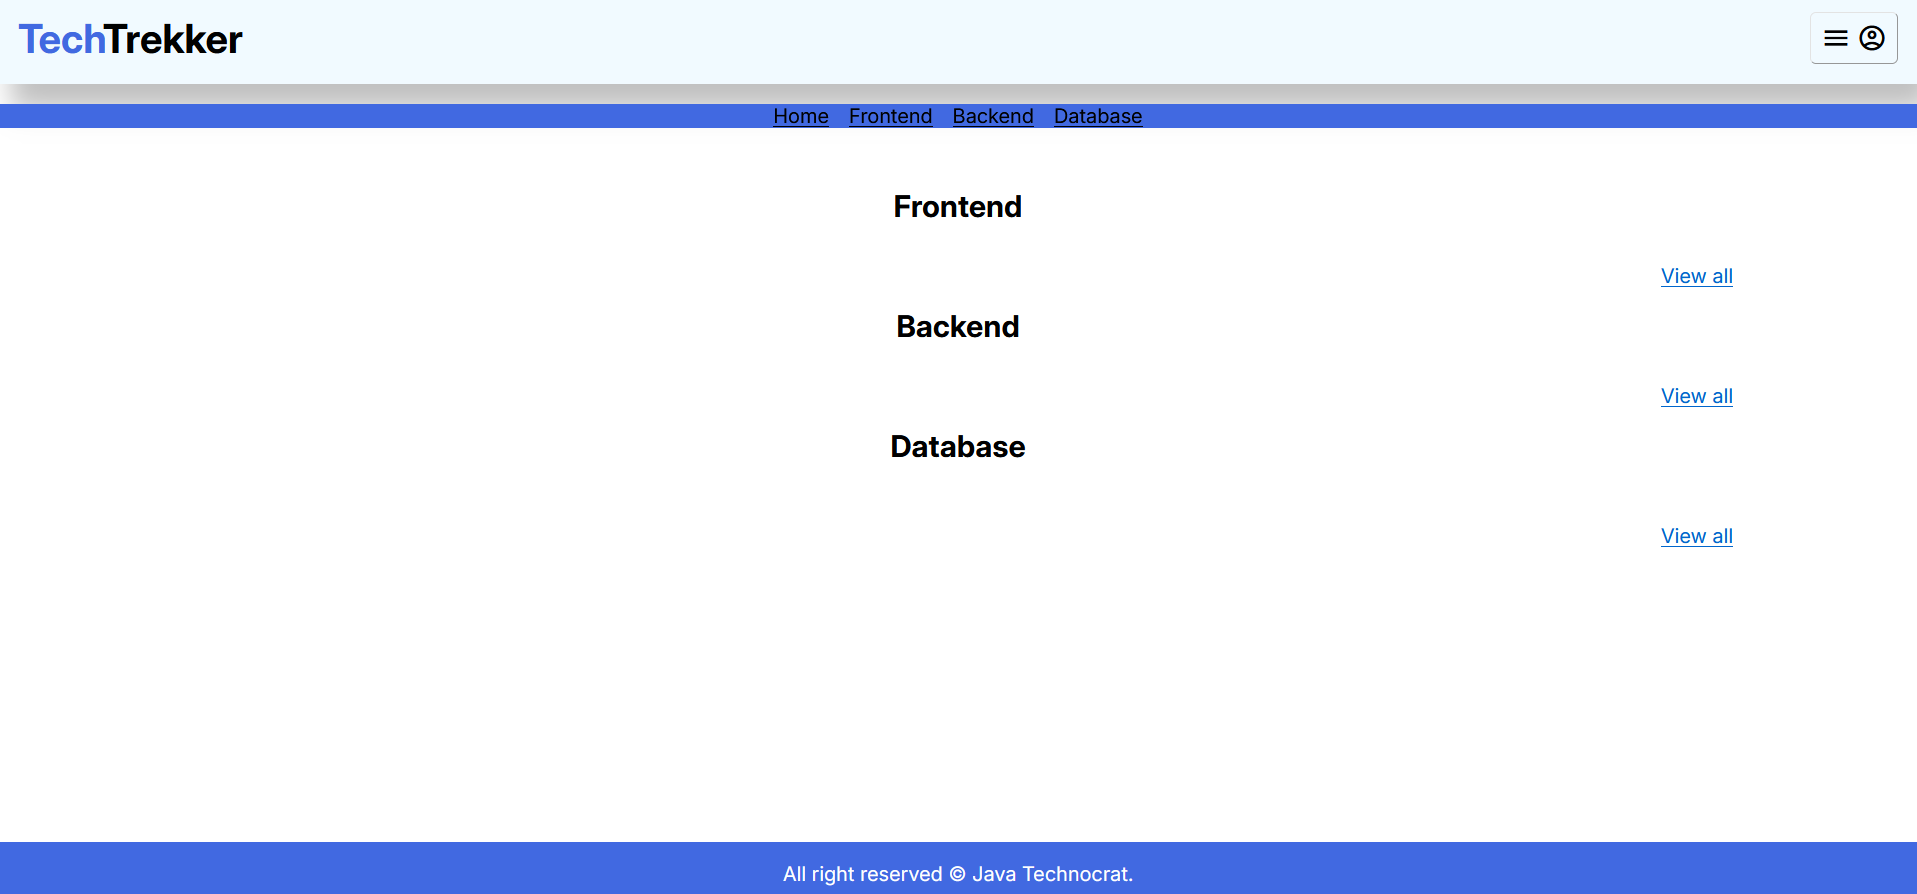 TechTrekker
Home Frontend Backend Database
Frontend
View all
Backend
View all
Database
View all
All right reserved © Java Technocrat.